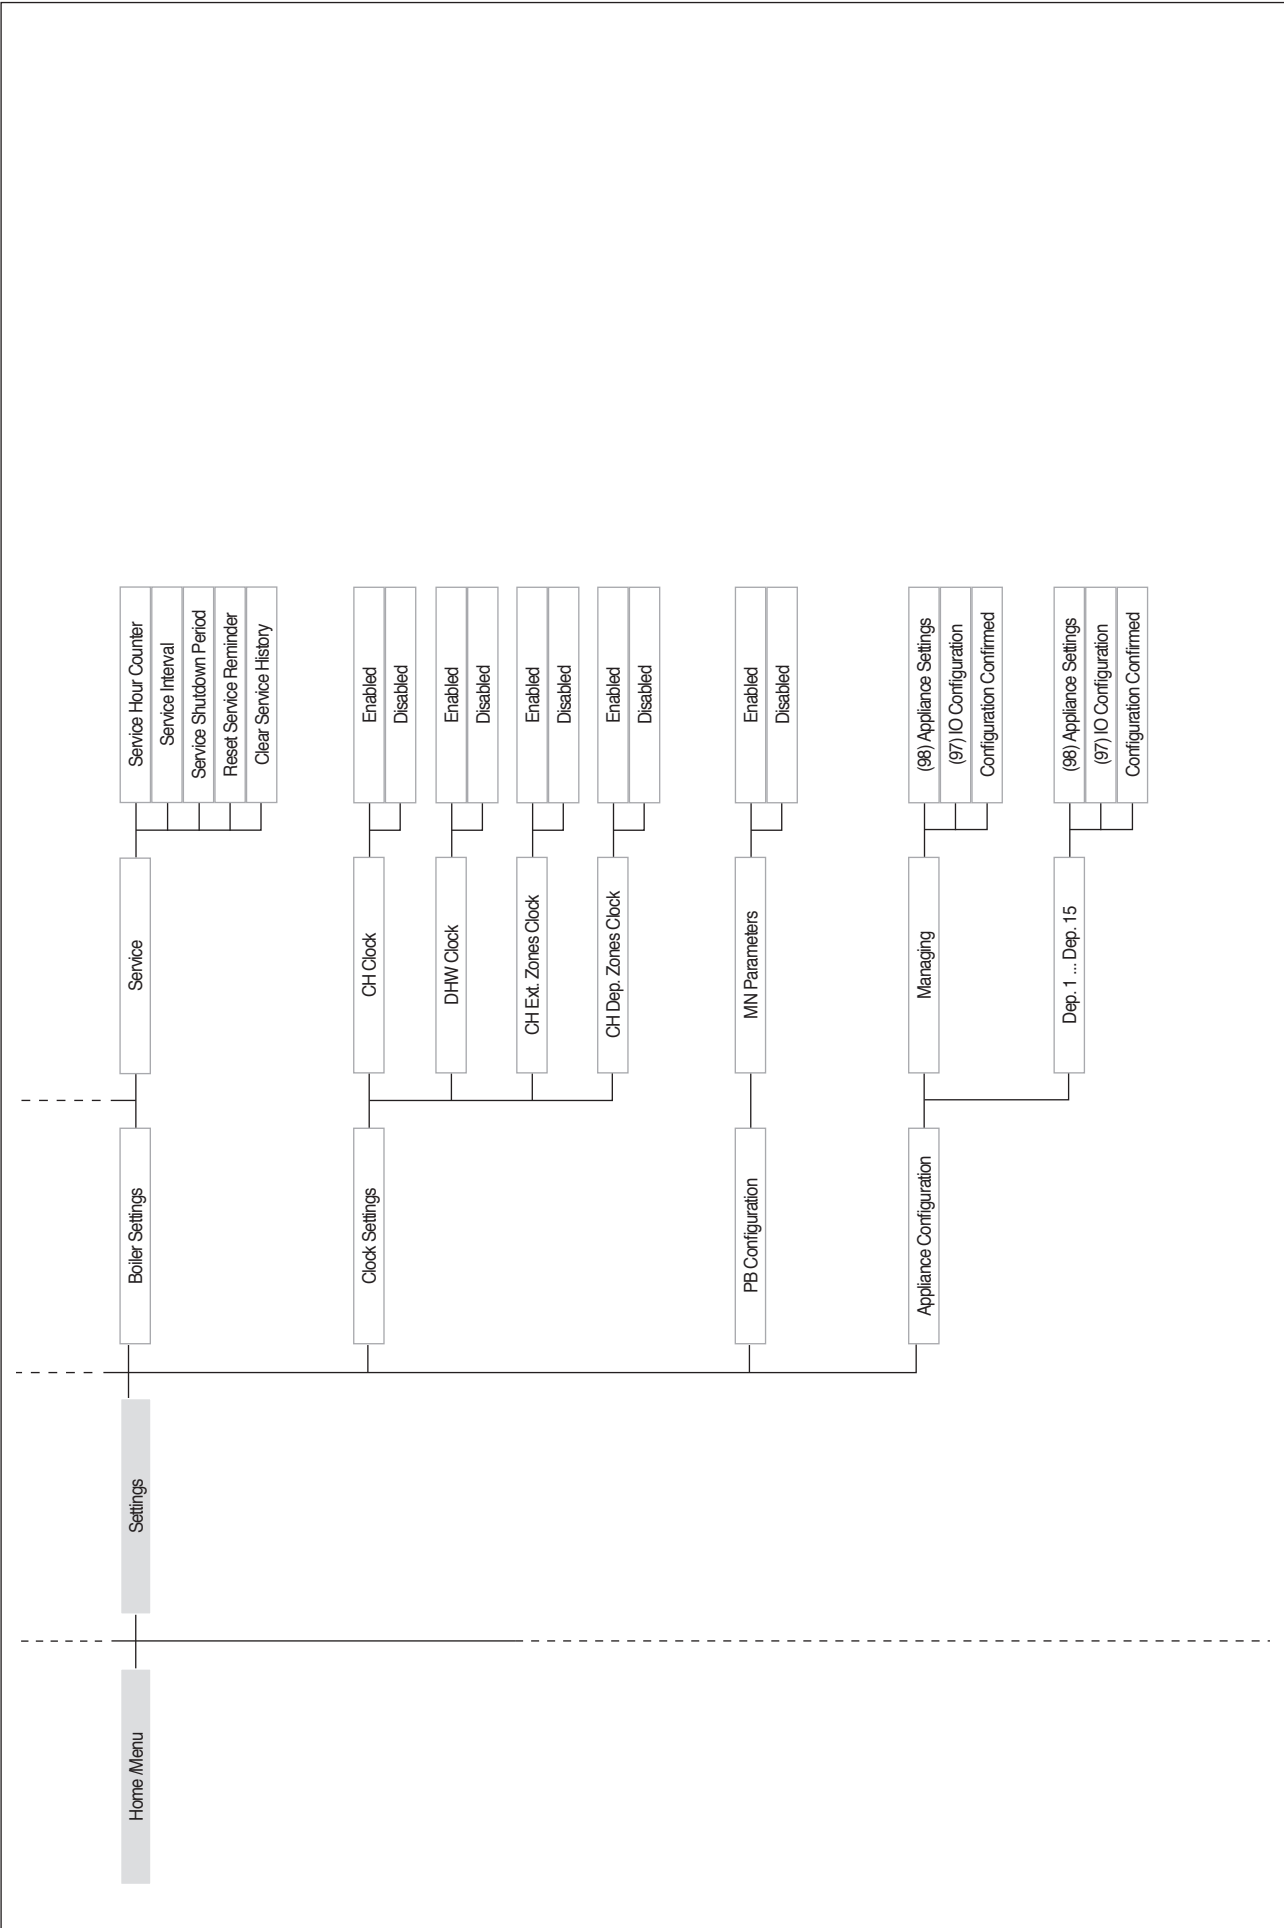 Home /Menu
Settings
Boiler Settings
Service
Service Hour Counter
Service Interval
Service Shutdown Period
Reset Service Reminder
Clear Service History
Clock Settings
CH Clock
Enabled
Disabled
DHW Clock
Enabled
Disabled
CH Ext. Zones Clock
Enabled
Disabled
CH Dep. Zones Clock
Enabled
Disabled
PB Configuration
MN Parameters
Enabled
Disabled
Appliance Configuration
Managing
(98) Appliance Settings
(97) IO Configuration
Configuration Confirmed
Dep. 1 ... Dep. 15
(98) Appliance Settings
(97) IO Configuration
Configuration Confirmed